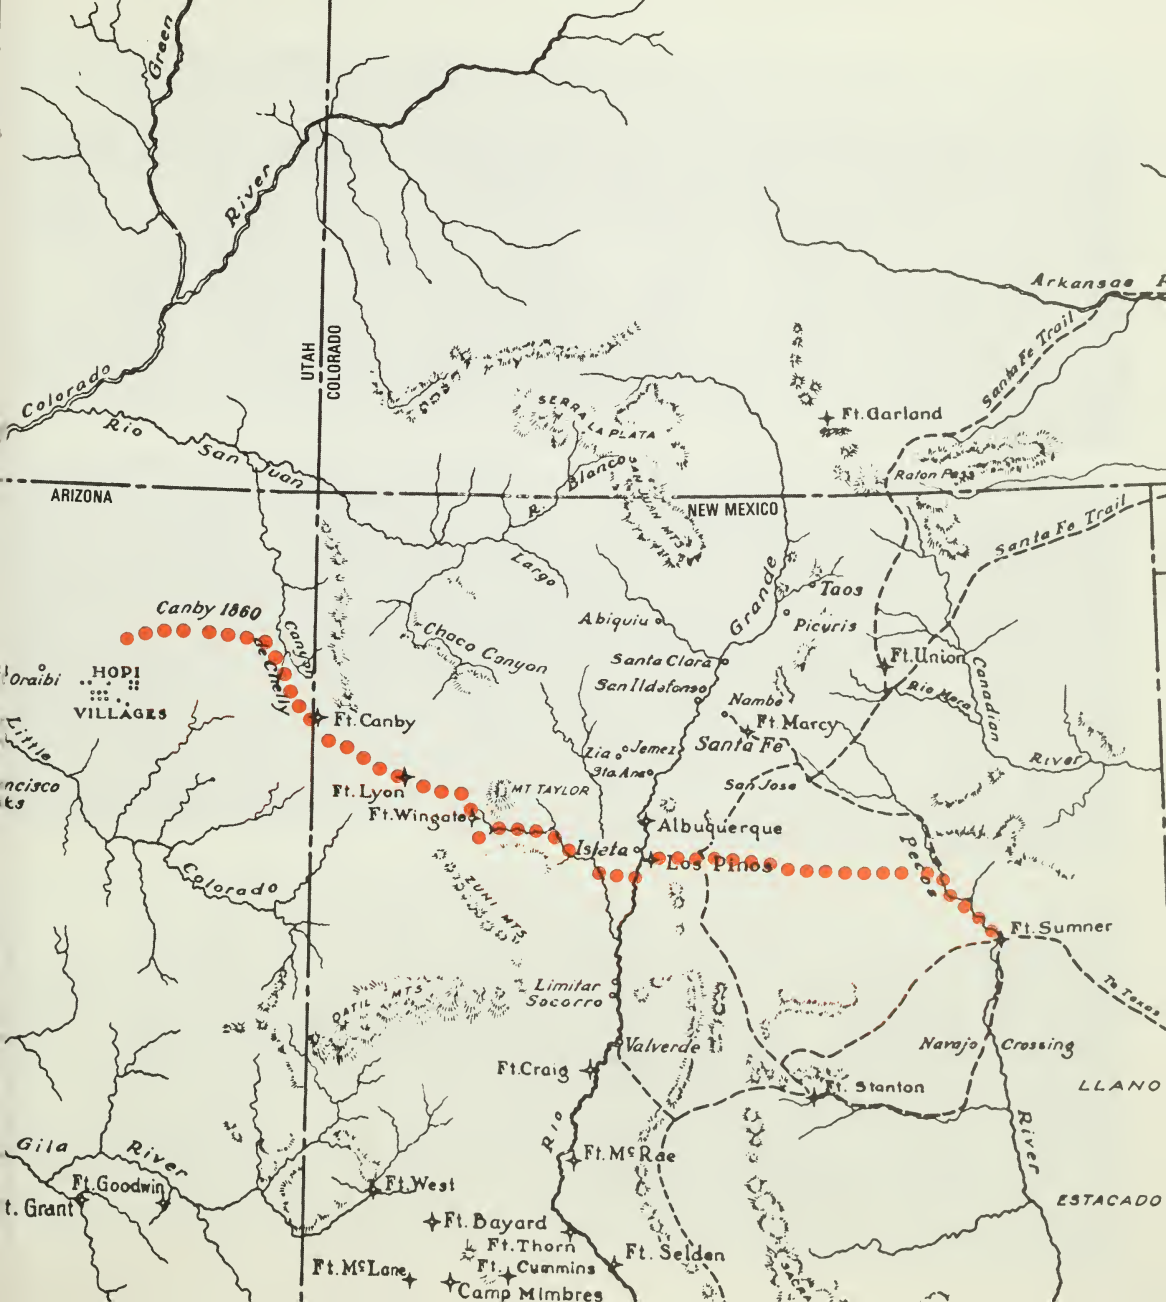 Green
River
Arkansas R
Santa Fe Trail
UTAH
COLORADO
Colorado
Ft. Garland
SERRA
LA PLATA
Rio
San Juan
R. Blanco
SAN JUAN MTS
Raton Pass
ARIZONA
NEW MEXICO
Santa Fe Trail
Largo
Grande
Taos
Canby 1860
Abiquiu
Picuris
Canyon
de Chelly
Chaco Canyon
Ft. Union
Santa Clara
Oraibi
HOPI
VILLAGES
San Ildefonso
Rio Mora
Canadian
River
Nambe
Ft. Canby
Ft. Marcy
Santa Fe
Little
Zia
Jemez
Sta Ana
San Jose
ncisco
ks
Ft. Lyon
MT TAYLOR
Ft. Wingate
Albuquerque
Isleta
Los Pinos
Pecos
Colorado
ZUNI MTS
Ft. Sumner
To Texas
Limitar
Socorro
DATIL MTS
Valverde
Navajo Crossing
Ft. Craig
Ft. Stanton
LLANO
Rio
River
Gila River
Ft. McRae
Ft. Goodwin
Ft. West
t. Grant
ESTACADO
Ft. Bayard
Ft. Thorn
Ft. Selden
Ft. McLane
Ft. Cummins
Camp Mimbres